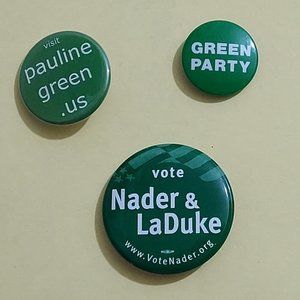 visit
pauline
green
.us
GREEN
PARTY
vote
Nader &
LaDuke
www.VoteNader.org